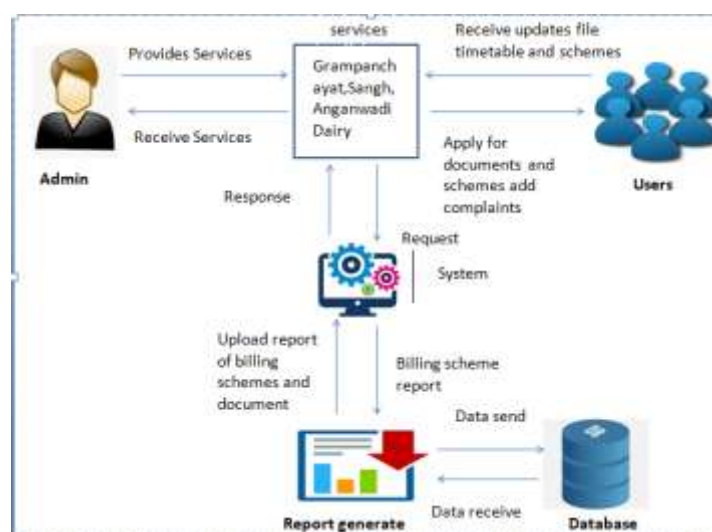 services
Provides Services
Receive updates file
timetable and schemes
Grampanch
ayat,Sangh,
Anganwadi
Dairy
Receive Services
Admin
Apply for
documents and
schemes add
complaints
Users
Response
Request
System
Upload report
of billing
schemes and
document
Billing scheme
report
Data send
Data receive
Report generate
Database